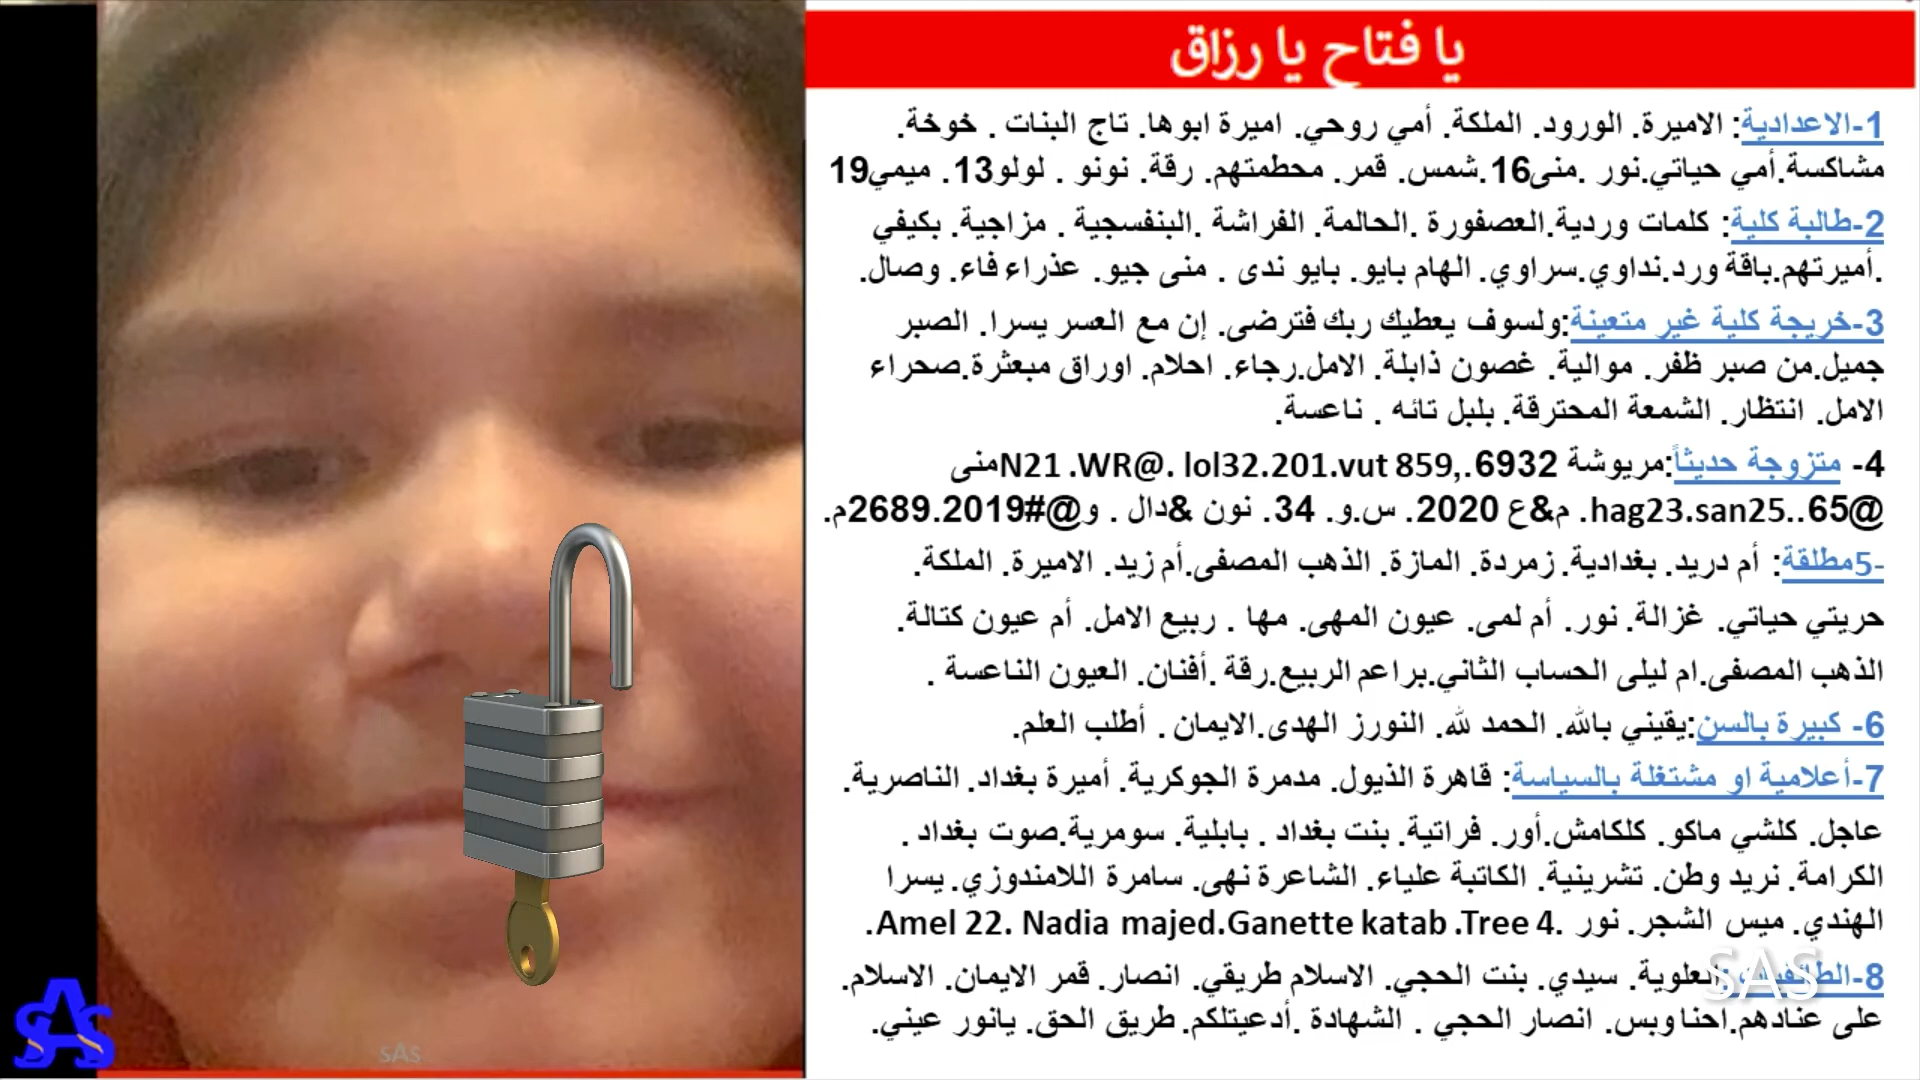 يا فتاح يا رزاق
1-الاعدادية: الاميرة. الورود. الملكة. أمي روحي. اميرة ابوها. تاج البنات . خوخة.
مشاكسة.أمي حياتي.نور .منى16.شمس. قمر. محطمتهم. رقة. نونو . لولو13. ميمي19
2-طالبة كلية: كلمات وردية.العصفورة .الحالمة. الفراشة .البنفسجية . مزاجية. بكيفي
.أميرتهم.باقة ورد.نداوي.سراوي. الهام بايو. بايو ندى . منى جيو. عذراء فاء. وصال.
3-خريجة كلية غير متعينة:ولسوف يعطيك ربك فترضى. إن مع العسر يسرا. الصبر
جميل.من صبر ظفر. موالية. غصون ذابلة. الامل.رجاء. احلام. اوراق مبعثرة.صحراء
الامل. انتظار. الشمعة المحترقة. بلبل تائه . ناعسة.
4- متزوجة حديثاً:مريوشة 6932.,859 lol32.201.vut .@N21 .WRمنى
@65..hag23.san25. م&ع 2020. س.و. 34. نون &دال . و@#2019.2689م.
-5مطلقة: أم دريد. بغدادية. زمردة. المازة. الذهب المصفى.أم زيد. الاميرة. الملكة.
حريتي حياتي. غزالة. نور. أم لمى. عيون المهى. مها . ربيع الامل. أم عيون كتالة.
الذهب المصفى.ام ليلى الحساب الثاني.براعم الربيع.رقة .أفنان. العيون الناعسة .
6- كبيرة بالسن:يقيني بالله. الحمد لله. النورز الهدى.الايمان . أطلب العلم.
7-أعلامية او مشتغلة بالسياسة: قاهرة الذيول. مدمرة الجوكرية. أميرة بغداد. الناصرية.
عاجل. كلشي ماكو. كلكامش.أور. فراتية. بنت بغداد . بابلية. سومرية.صوت بغداد .
الكرامة. نريد وطن. تشرينية. الكاتبة علياء. الشاعرة نهى. سامرة اللامندوزي. يسرا
الهندي. ميس الشجر. نور .Amel 22. Nadia majed.Ganette katab .Tree 4.
8-الطائفيات:العلوية. سيدي. بنت الحجي. الاسلام طريقي. انصار. قمر الايمان. الاسلام.
على عنادهم.احنا وبس. انصار الحجي . الشهادة .أدعيتلكم. طريق الحق. يانور عيني.
SAS
SAS
sAs